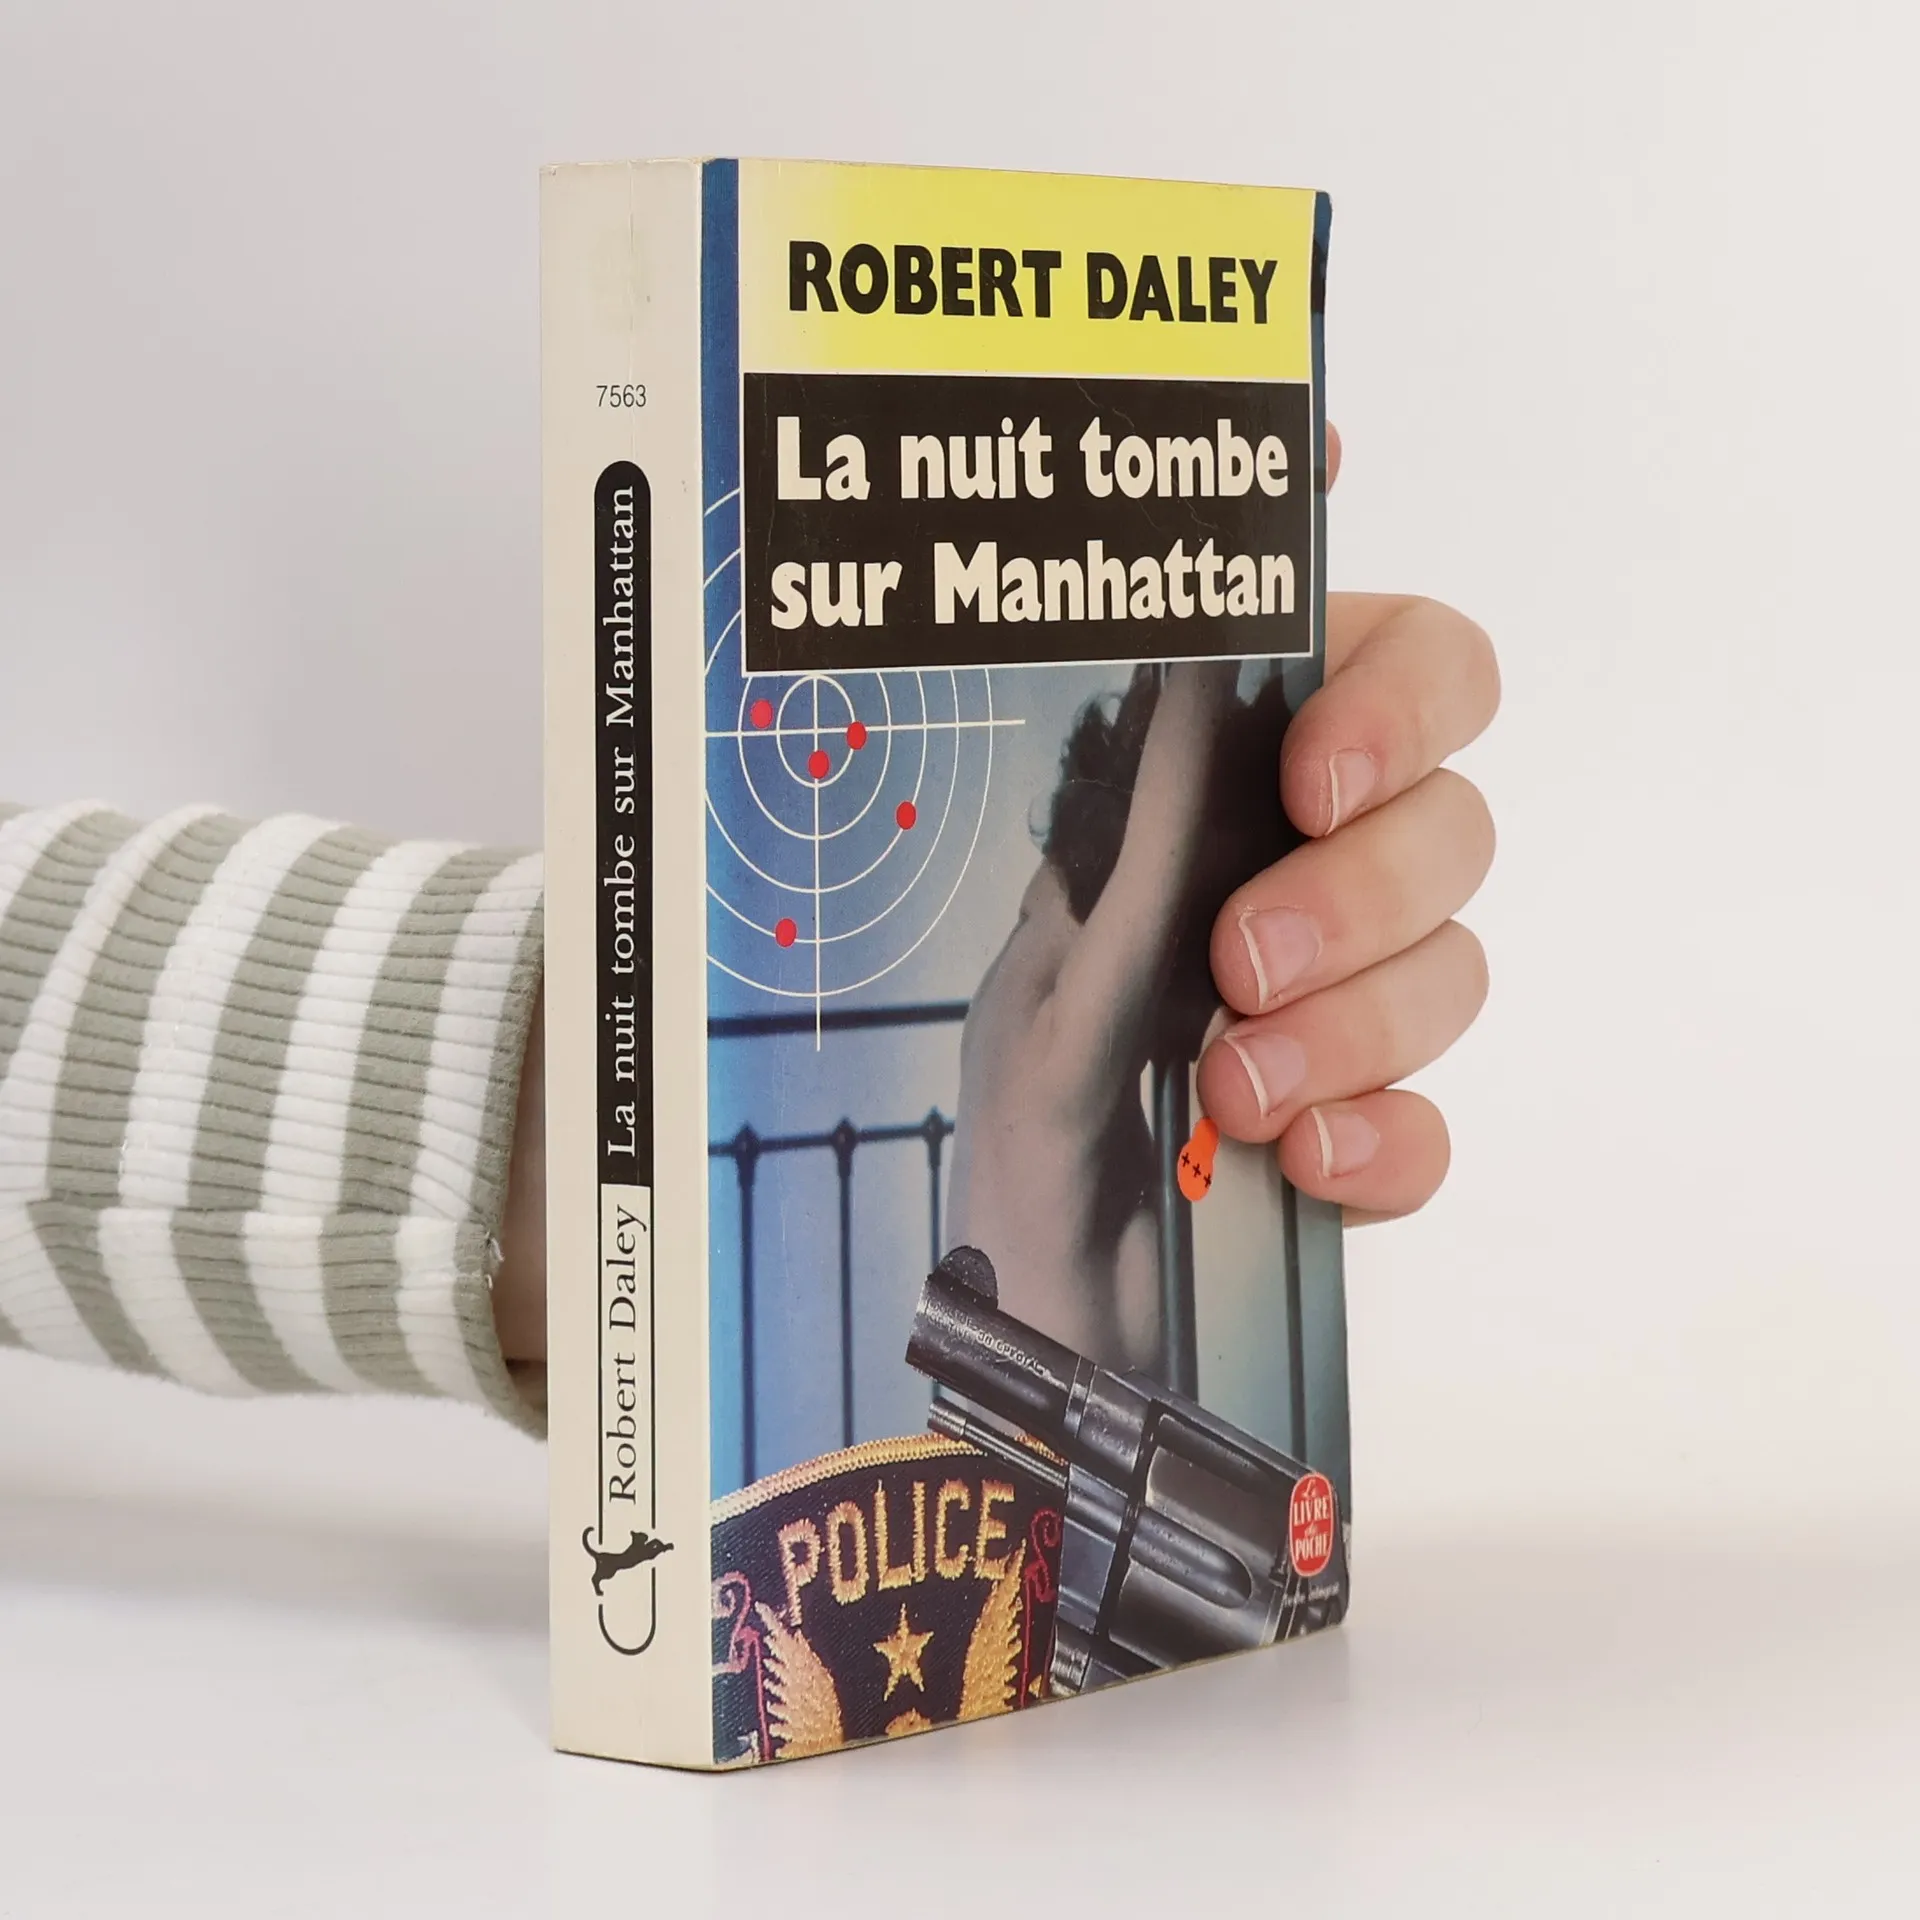 ROBERT DALEY
La nuit tombe
sur Manhattan
7563
Robert Daley La nuit tombe sur Manhattan
POLICE
Le
LIVRE
de
POCHE